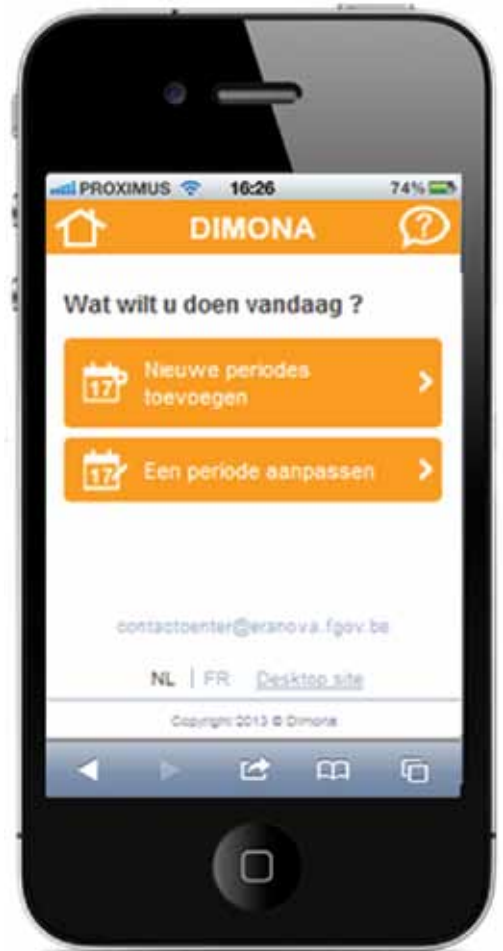 PROXIMUS 16:26 74%
DIMONA
?
Wat wilt u doen vandaag ?
17 Nieuwe periodes
toevoegen
17 Een periode aanpassen
contactcenter@eranova.fgov.be
NL | FR Desktop site
Copyright 2013 © Dimona